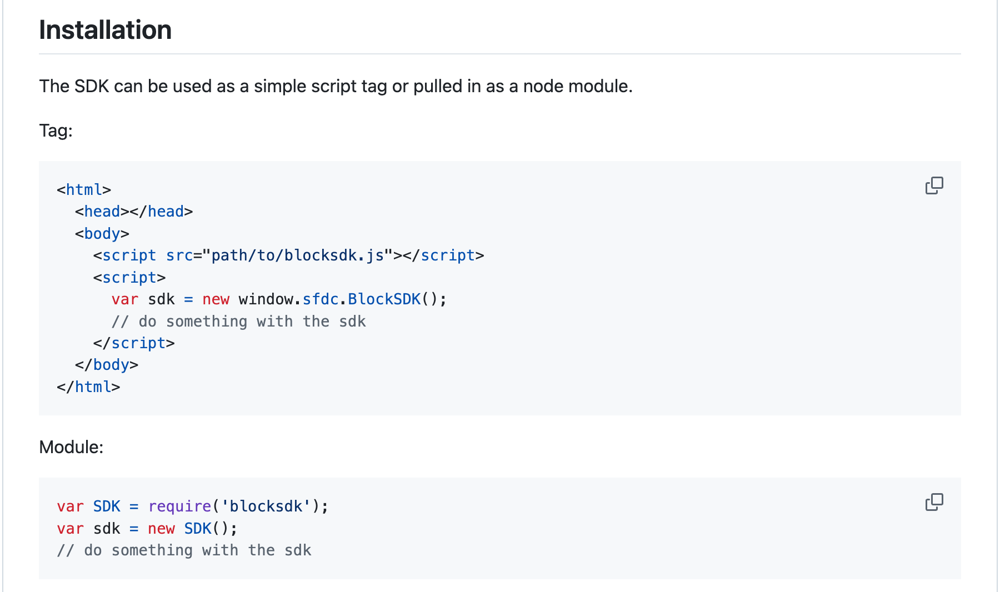 Installation
The SDK can be used as a simple script tag or pulled in as a node module.
Tag:
<html>
  <head></head>
  <body>
    <script src="path/to/blocksdk.js"></script>
    <script>
      var sdk = new window.sfdc.BlockSDK();
      // do something with the sdk
    </script>
  </body>
</html>
Module:
var SDK = require('blocksdk');
var sdk = new SDK();
// do something with the sdk